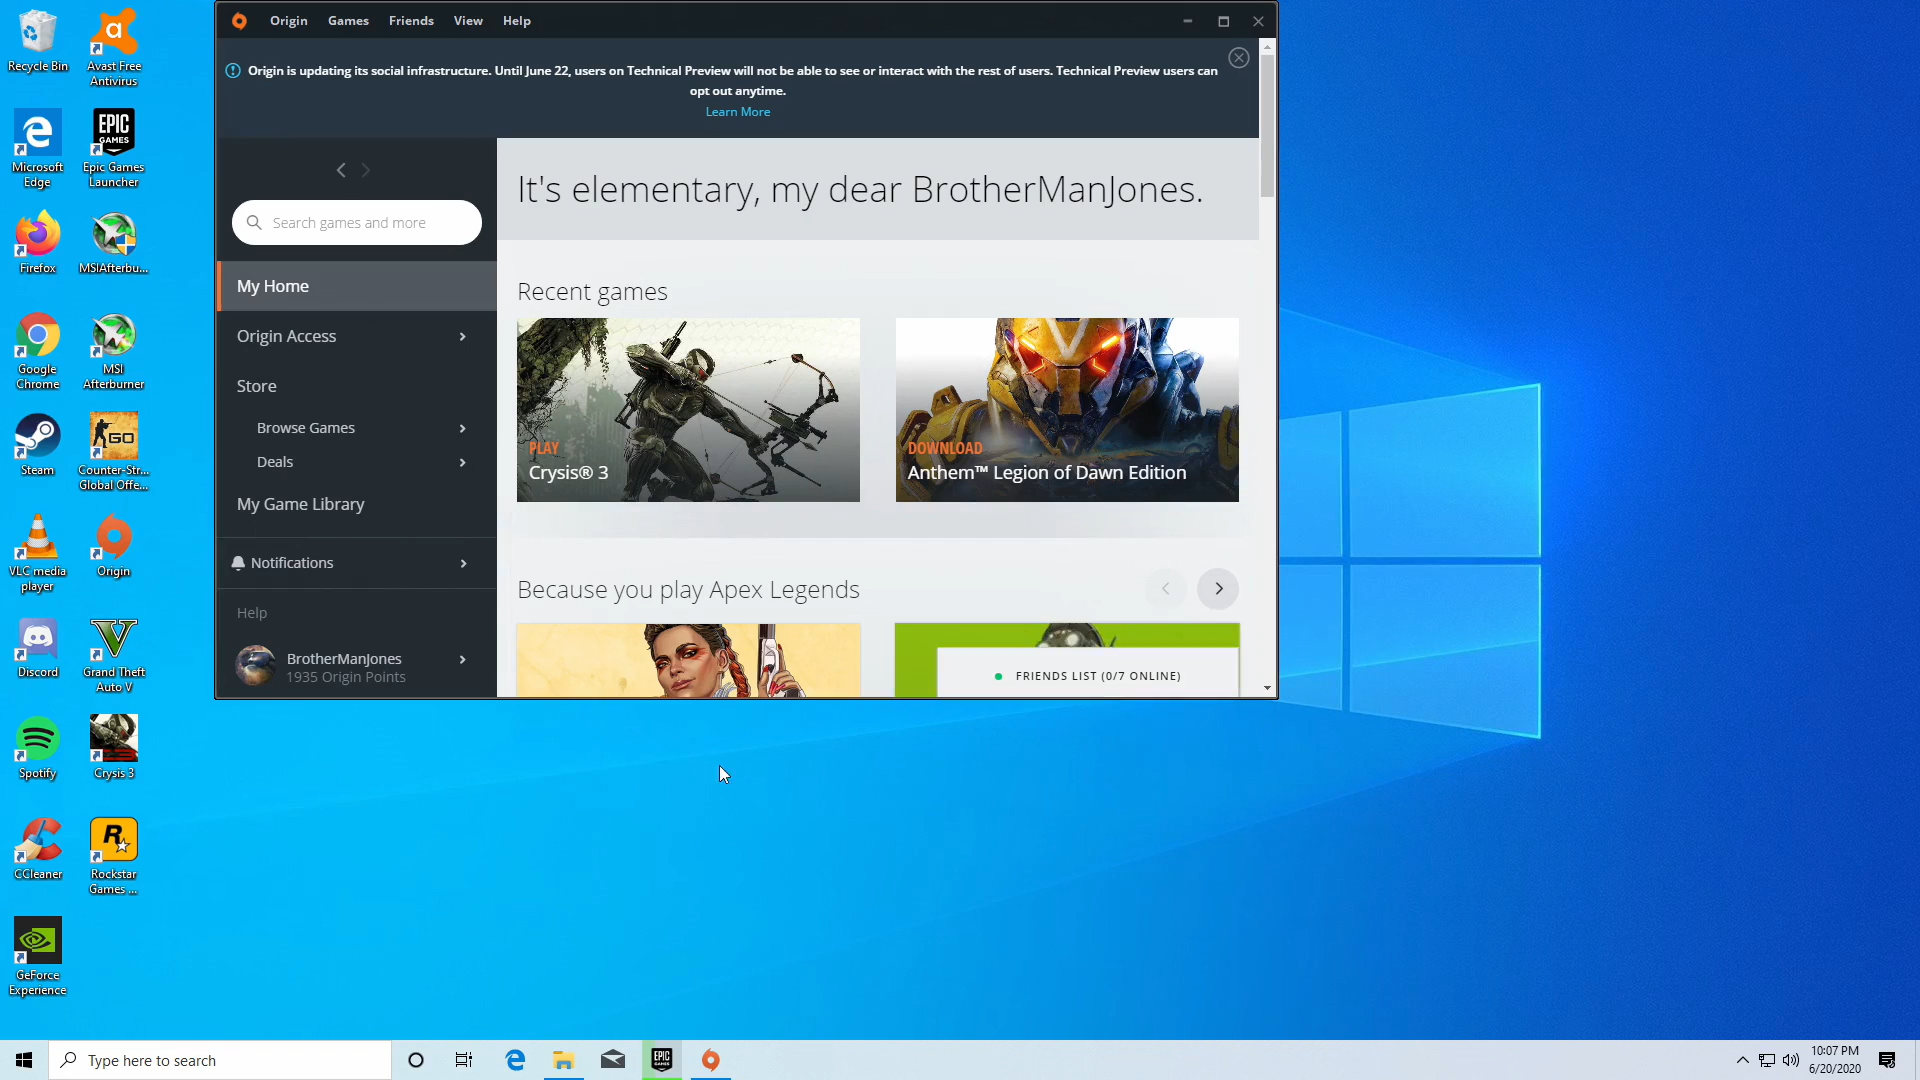 Recycle Bin
Avast Free
Antivirus
Microsoft
Edge
EPIC
GAMES
Epic Games
Launcher
Firefox
MSIAfterbu...
Google
Chrome
MSI
Afterburner
Steam
GO
Counter-Str...
Global Offe...
VLC media
player
Origin
Discord
Grand Theft
Auto V
Spotify
Crysis 3
CCleaner
Rockstar
Games ...
GeForce
Experience
Origin
Games
Friends
View
Help
Origin is updating its social infrastructure. Until June 22, users on Technical Preview will not be able to see or interact with the rest of users. Technical Preview users can
opt out anytime.
Learn More
Search games and more
My Home
Origin Access
Store
Browse Games
Deals
My Game Library
Notifications
Help
BrotherManJones
1935 Origin Points
It's elementary, my dear BrotherManJones.
Recent games
PLAY
Crysis® 3
DOWNLOAD
Anthem™ Legion of Dawn Edition
Because you play Apex Legends
FRIENDS LIST (0/7 ONLINE)
Type here to search
EPIC
GAMES
10:07 PM
6/20/2020